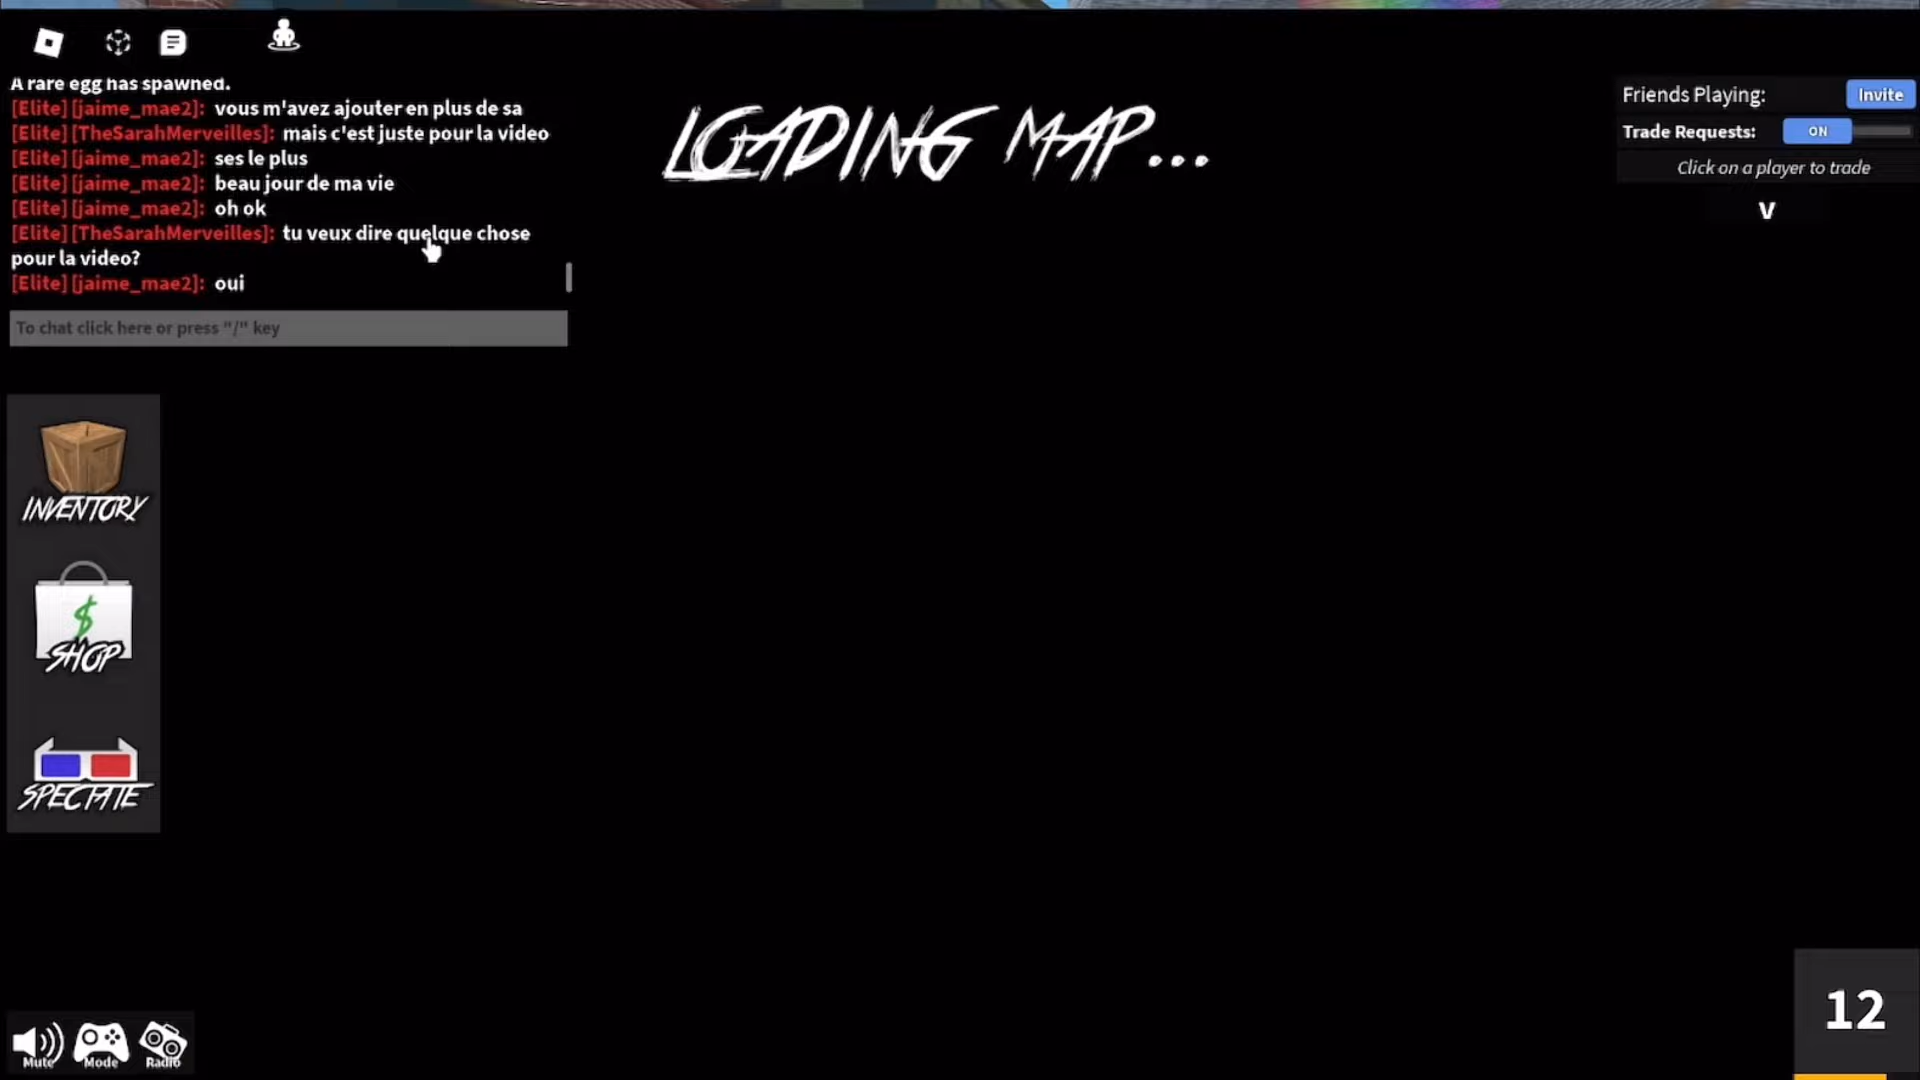 A rare egg has spawned.
[Elite] [jaime_mae2]: vous m'avez ajouter en plus de sa
[Elite] [TheSarahMerveilles]: mais c'est juste pour la video
[Elite] [jaime_mae2]: ses le plus
[Elite] [jaime_mae2]: beau jour de ma vie
[Elite] [jaime_mae2]: oh ok
[Elite] [TheSarahMerveilles]: tu veux dire quelque chose
pour la video?
[Elite] [jaime_mae2]: oui
To chat click here or press "/" key
LOADING MAP...
Friends Playing: Invite
Trade Requests: ON
Click on a player to trade
V
INVENTORY
$
SHOP
SPECTATE
Mute Mode Radio
12